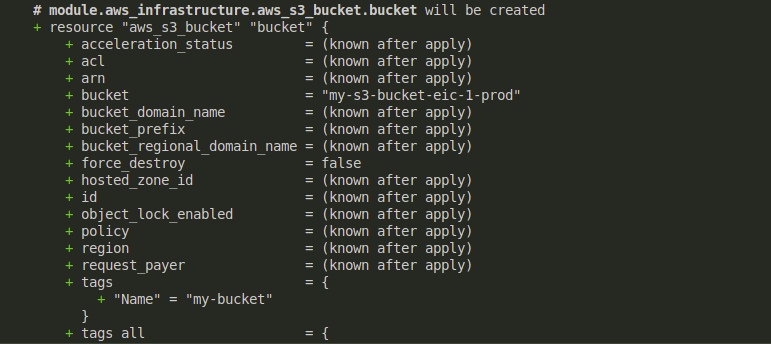 # module.aws_infrastructure.aws_s3_bucket.bucket will be created
+ resource "aws_s3_bucket" "bucket" {
+ acceleration_status = (known after apply)
+ acl = (known after apply)
+ arn = (known after apply)
+ bucket = "my-s3-bucket-eic-1-prod"
+ bucket_domain_name = (known after apply)
+ bucket_prefix = (known after apply)
+ bucket_regional_domain_name = (known after apply)
+ force_destroy = false
+ hosted_zone_id = (known after apply)
+ id = (known after apply)
+ object_lock_enabled = (known after apply)
+ policy = (known after apply)
+ region = (known after apply)
+ request_payer = (known after apply)
+ tags = {
+ "Name" = "my-bucket"
}
+ tags all = {